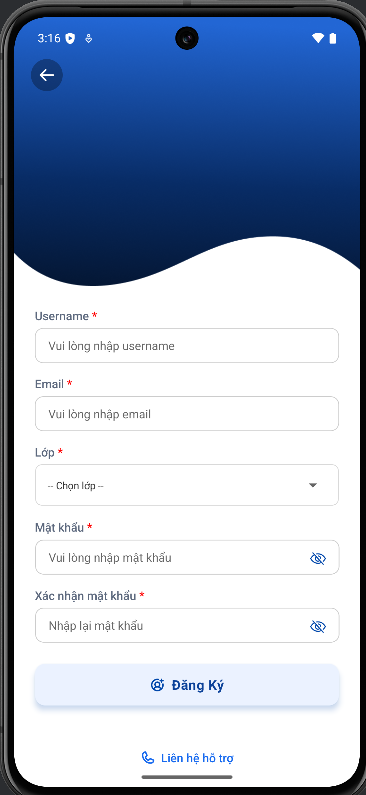 3:16
Username *
Vui lòng nhập username
Email *
Vui lòng nhập email
Lớp *
-- Chọn lớp --
Mật khẩu *
Vui lòng nhập mật khẩu
Xác nhận mật khẩu *
Nhập lại mật khẩu
Đăng Ký
Liên hệ hỗ trợ